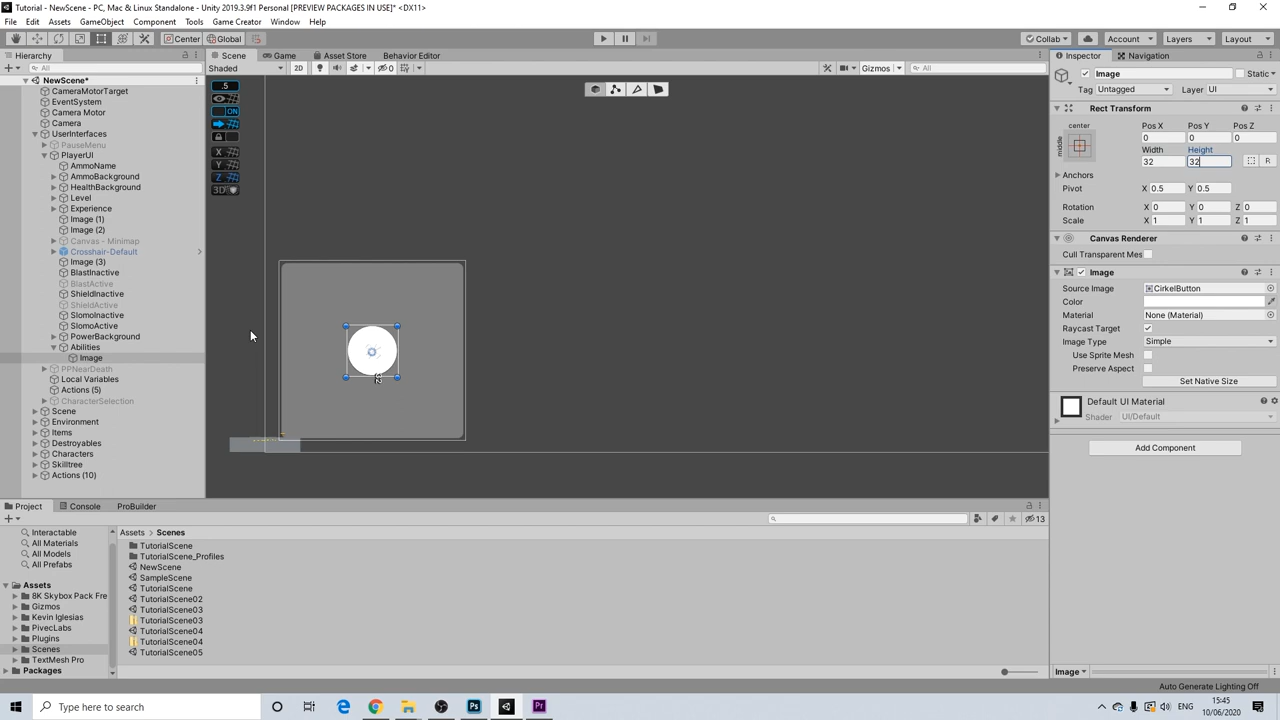 Tutorial - NewScene - PC, Mac & Linux Standalone - Unity 2019.3.9f1 Personal [PREVIEW PACKAGES IN USE]* <DX11>
File Edit Assets GameObject Component Tools Game Creator Window Help
Center Global Collab Account Layers Layout
Hierarchy
All
NewScene*
CameraMotorTarget
EventSystem
Camera Motor
Camera
UserInterfaces
PauseMenu
PlayerUI
AmmoName
AmmoBackground
HealthBackground
Level
Experience
Image (1)
Image (2)
Canvas - Minimap
Crosshair-Default
Image (3)
BlastInactive
BlastActive
ShieldInactive
ShieldActive
SlomoInactive
SlomoActive
PowerBackground
Abilities
Image
PPNearDeath
Local Variables
Actions (5)
CharacterSelection
Scene
Environment
Items
Destroyables
Characters
Skilltree
Actions (10)
Scene Game Asset Store Behavior Editor
Shaded 2D 0 Gizmos All
.5
ON
X
Y
Z
3D
Inspector Navigation
Image Static
Tag Untagged Layer UI
Rect Transform
center
middle
Pos X Pos Y Pos Z
0 0 0
Width Height
32 32
R
Anchors
Pivot X 0.5 Y 0.5
Rotation X 0 Y 0 Z 0
Scale X 1 Y 1 Z 1
Canvas Renderer
Cull Transparent Mes
Image
Source Image CirkelButton
Color
Material None (Material)
Raycast Target
Image Type Simple
Use Sprite Mesh
Preserve Aspect
Set Native Size
Default UI Material
Shader UI/Default
Add Component
Image
Project Console ProBuilder
13
Interactable
All Materials
All Models
All Prefabs
Assets
8K Skybox Pack Fre
Gizmos
Kevin Iglesias
PivecLabs
Plugins
Scenes
TextMesh Pro
Packages
Assets > Scenes
TutorialScene
TutorialScene_Profiles
NewScene
SampleScene
TutorialScene
TutorialScene02
TutorialScene03
TutorialScene03
TutorialScene04
TutorialScene04
TutorialScene05
Auto Generate Lighting Off
Type here to search
Ps
Pr
ENG
15:45
10/06/2020